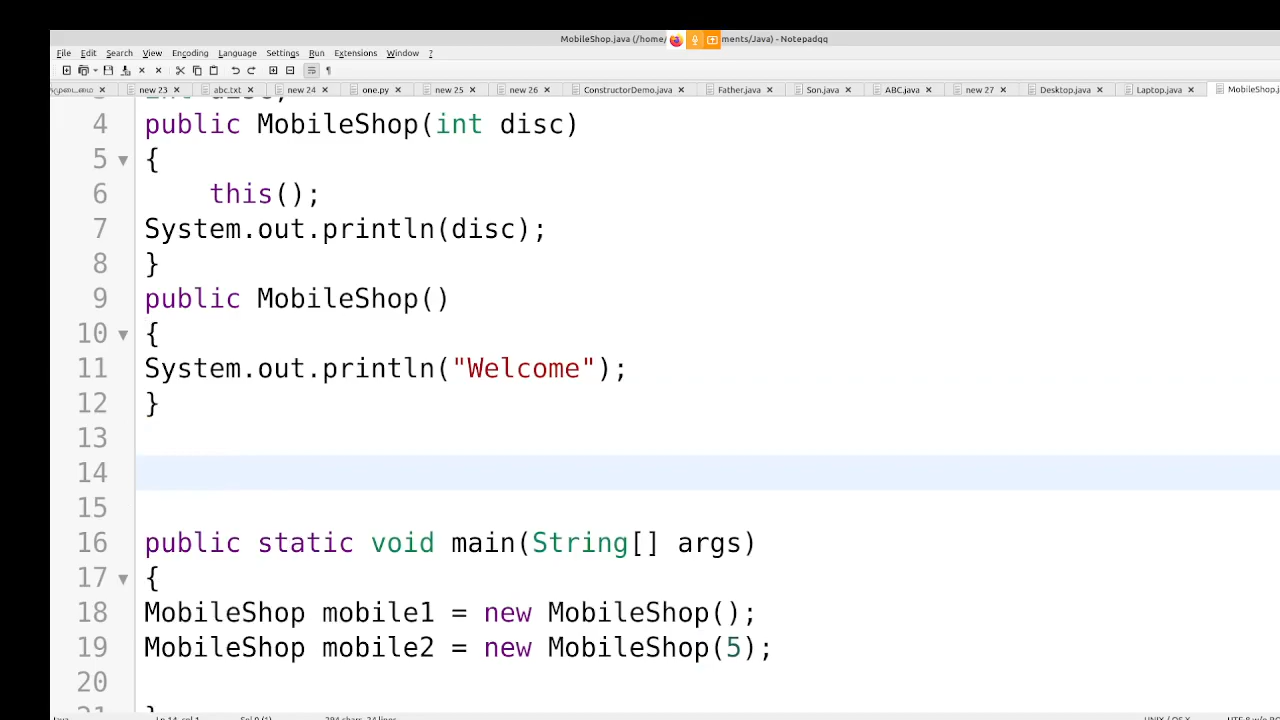 MobileShop.java (/home/ ments/Java) - Notepadqq
File Edit Search View Encoding Language Settings Run Extensions Window ?
new 23 abc.txt new 24 one.py new 25 new 26 ConstructorDemo.java Father.java Son.java ABC.java new 27 Desktop.java Laptop.java MobileShop.j
4 public MobileShop(int disc)
5 {
6 this();
7 System.out.println(disc);
8 }
9 public MobileShop()
10 {
11 System.out.println("Welcome");
12 }
13
14
15
16 public static void main(String[] args)
17 {
18 MobileShop mobile1 = new MobileShop();
19 MobileShop mobile2 = new MobileShop(5);
20
21 }